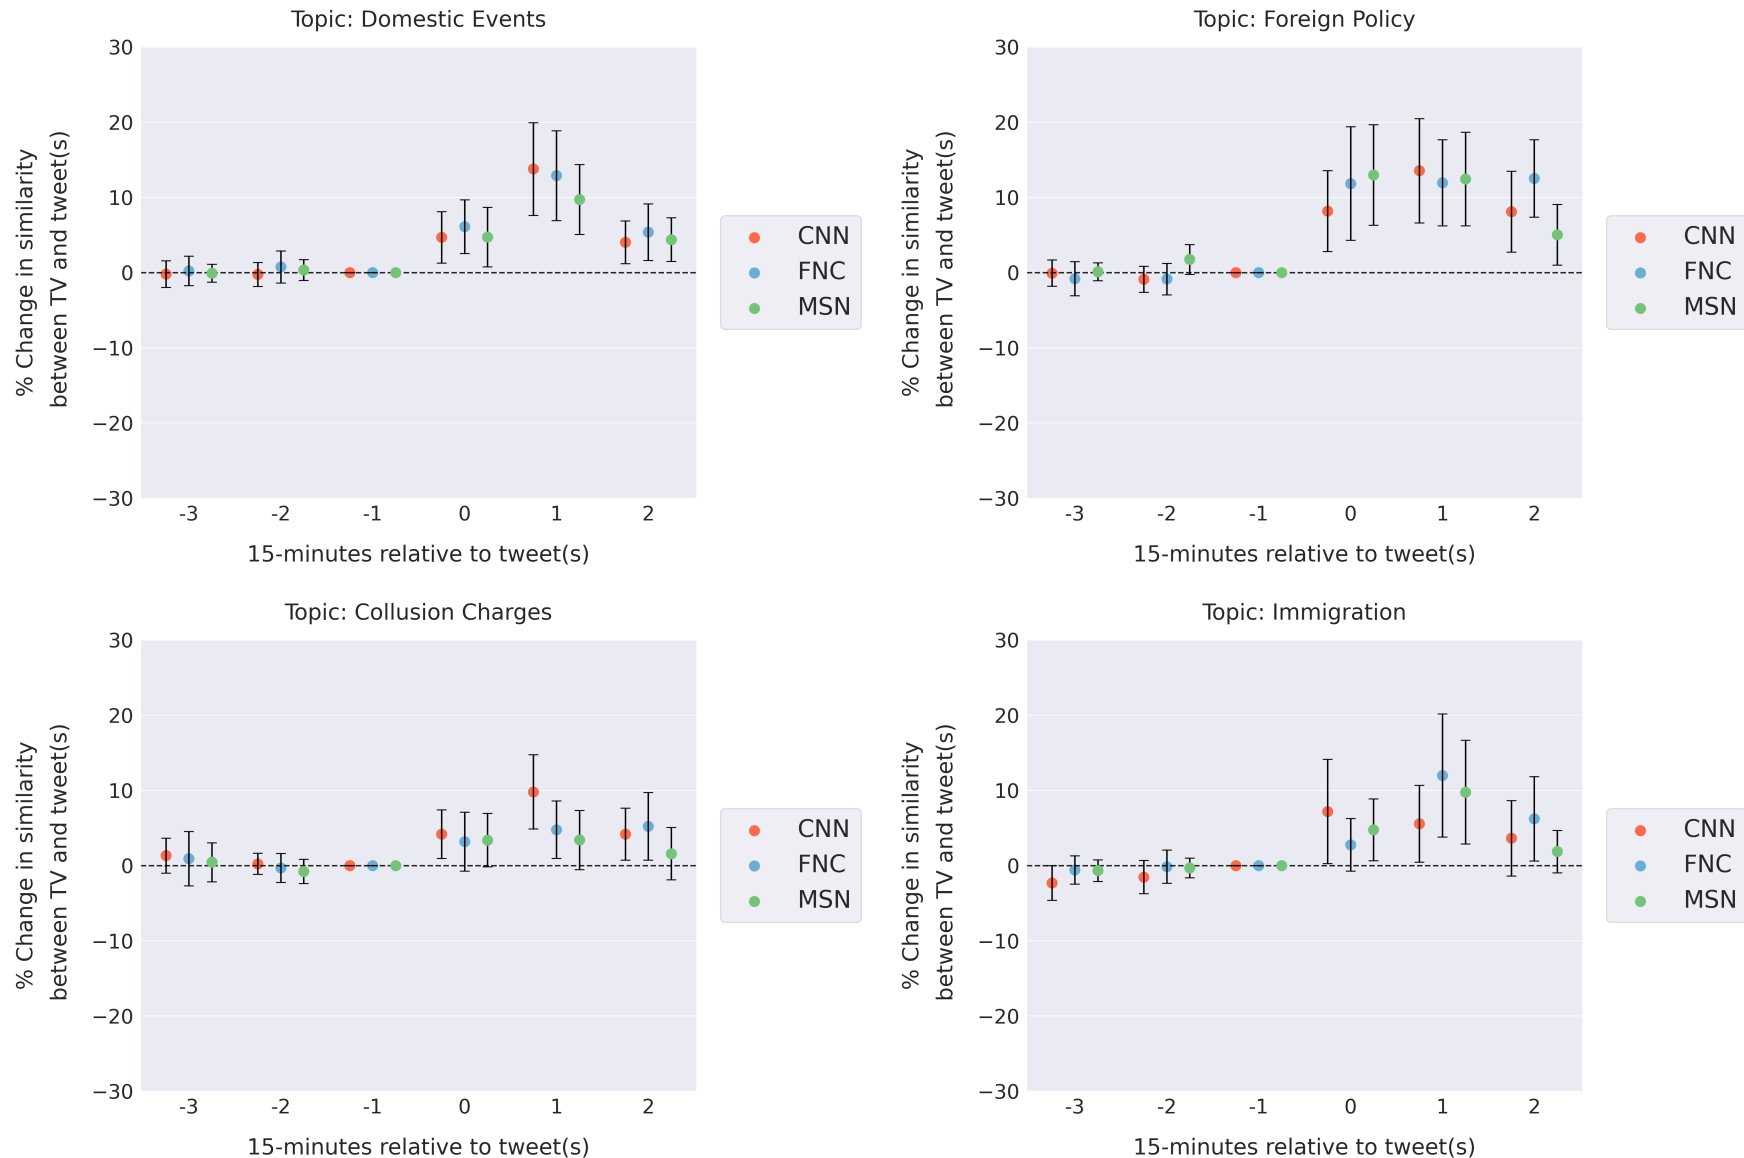 Topic: Domestic Events
% Change in similarity
between TV and tweet(s)
30
20
10
0
−10
−20
−30
-3 -2 -1 0 1 2
15-minutes relative to tweet(s)
CNN
FNC
MSN
Topic: Foreign Policy
% Change in similarity
between TV and tweet(s)
30
20
10
0
−10
−20
−30
-3 -2 -1 0 1 2
15-minutes relative to tweet(s)
CNN
FNC
MSN
Topic: Collusion Charges
% Change in similarity
between TV and tweet(s)
30
20
10
0
−10
−20
−30
-3 -2 -1 0 1 2
15-minutes relative to tweet(s)
CNN
FNC
MSN
Topic: Immigration
% Change in similarity
between TV and tweet(s)
30
20
10
0
−10
−20
−30
-3 -2 -1 0 1 2
15-minutes relative to tweet(s)
CNN
FNC
MSN